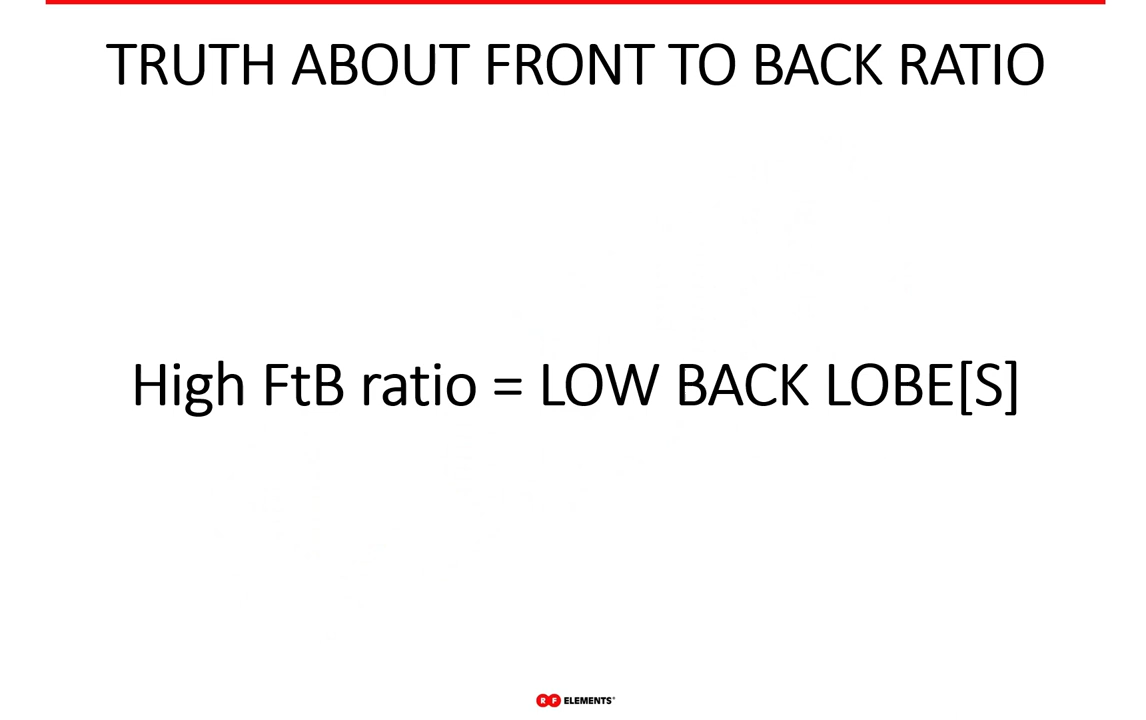 TRUTH ABOUT FRONT TO BACK RATIO
High FtB ratio = LOW BACK LOBE[S]
RF ELEMENTS